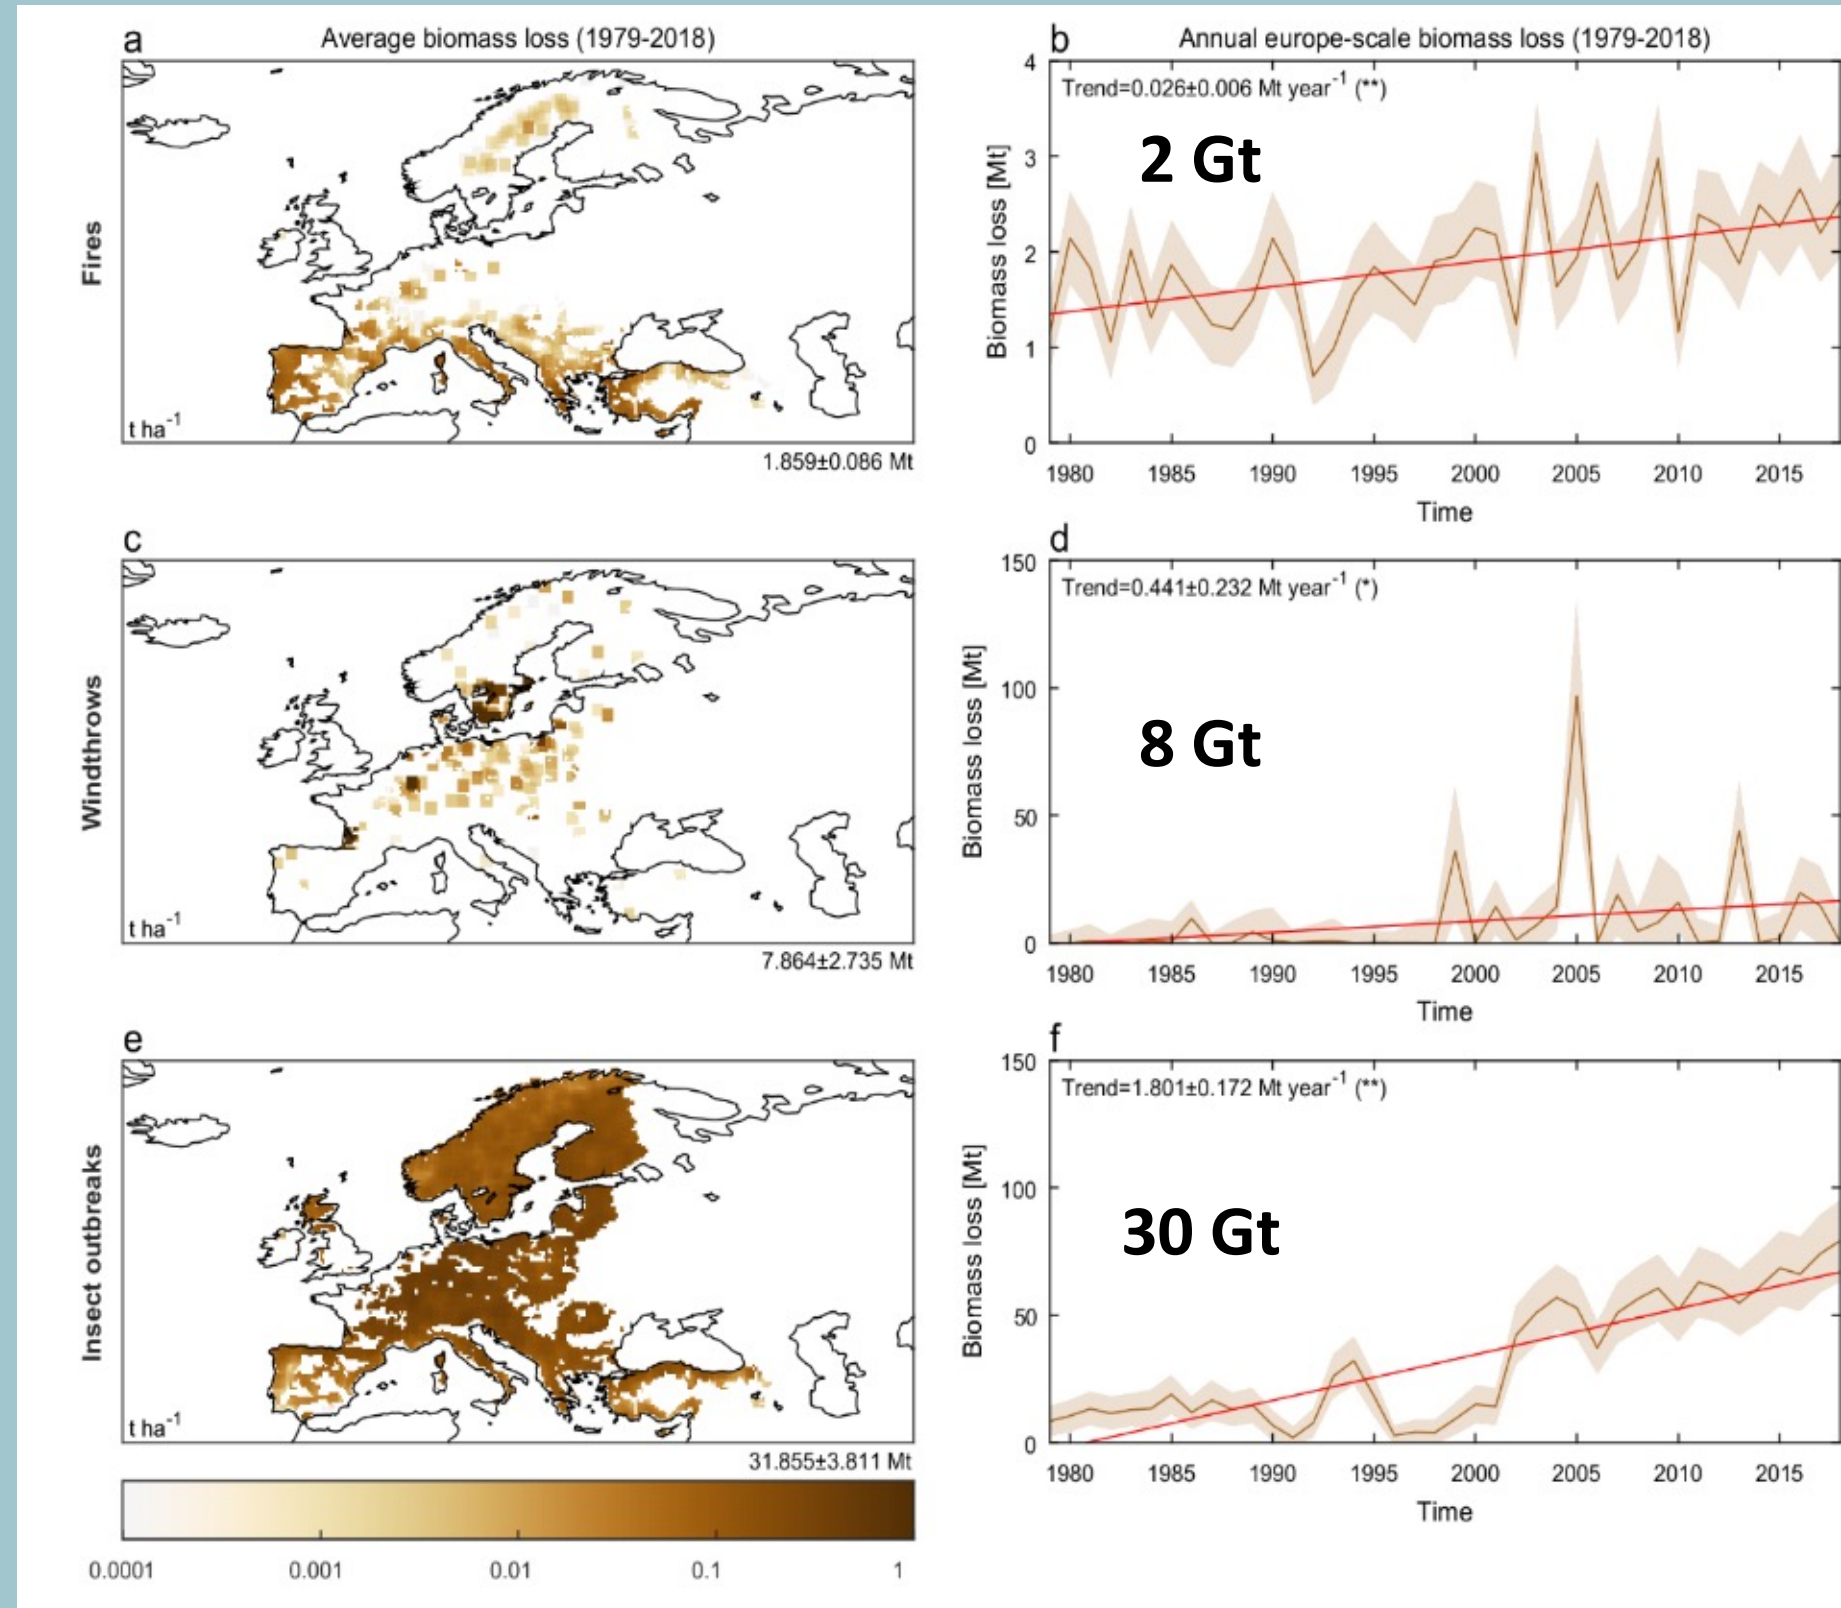 a
Average biomass loss (1979-2018)
Fires
t ha⁻¹
1.859±0.086 Mt
b
Annual europe-scale biomass loss (1979-2018)
Trend=0.026±0.006 Mt year⁻¹ (**)
2 Gt
Biomass loss [Mt]
4
3
2
1
0
1980 1985 1990 1995 2000 2005 2010 2015
Time
c
Windthrows
t ha⁻¹
7.864±2.735 Mt
d
Trend=0.441±0.232 Mt year⁻¹ (*)
8 Gt
Biomass loss [Mt]
150
100
50
0
1980 1985 1990 1995 2000 2005 2010 2015
Time
e
Insect outbreaks
t ha⁻¹
31.855±3.811 Mt
0.0001 0.001 0.01 0.1 1
f
Trend=1.801±0.172 Mt year⁻¹ (**)
30 Gt
Biomass loss [Mt]
150
100
50
0
1980 1985 1990 1995 2000 2005 2010 2015
Time